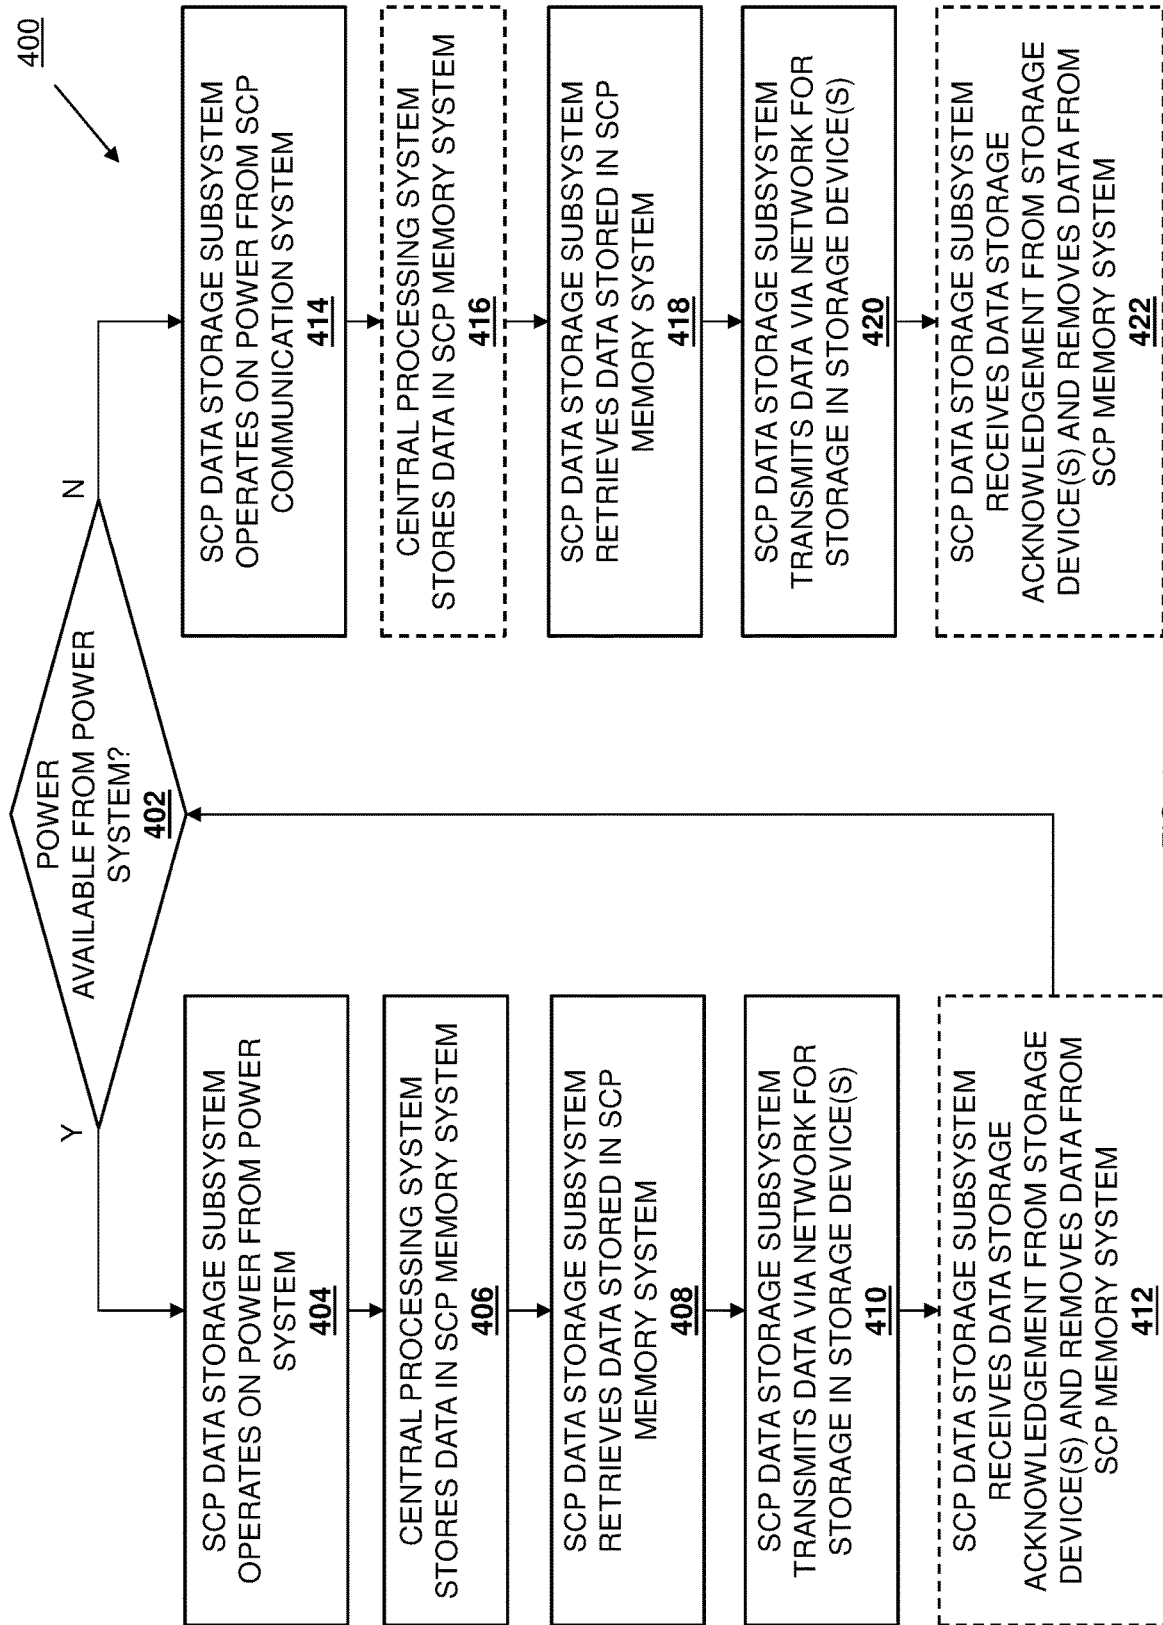 400
POWER
AVAILABLE FROM POWER
SYSTEM?
402
Y
N
SCP DATA STORAGE SUBSYSTEM
OPERATES ON POWER FROM POWER
SYSTEM
404
CENTRAL PROCESSING SYSTEM
STORES DATA IN SCP MEMORY SYSTEM
406
SCP DATA STORAGE SUBSYSTEM
RETRIEVES DATA STORED IN SCP
MEMORY SYSTEM
408
SCP DATA STORAGE SUBSYSTEM
TRANSMITS DATA VIA NETWORK FOR
STORAGE IN STORAGE DEVICE(S)
410
SCP DATA STORAGE SUBSYSTEM
RECEIVES DATA STORAGE
ACKNOWLEDGEMENT FROM STORAGE
DEVICE(S) AND REMOVES DATA FROM
SCP MEMORY SYSTEM
412
SCP DATA STORAGE SUBSYSTEM
OPERATES ON POWER FROM SCP
COMMUNICATION SYSTEM
414
CENTRAL PROCESSING SYSTEM
STORES DATA IN SCP MEMORY SYSTEM
416
SCP DATA STORAGE SUBSYSTEM
RETRIEVES DATA STORED IN SCP
MEMORY SYSTEM
418
SCP DATA STORAGE SUBSYSTEM
TRANSMITS DATA VIA NETWORK FOR
STORAGE IN STORAGE DEVICE(S)
420
SCP DATA STORAGE SUBSYSTEM
RECEIVES DATA STORAGE
ACKNOWLEDGEMENT FROM STORAGE
DEVICE(S) AND REMOVES DATA FROM
SCP MEMORY SYSTEM
422